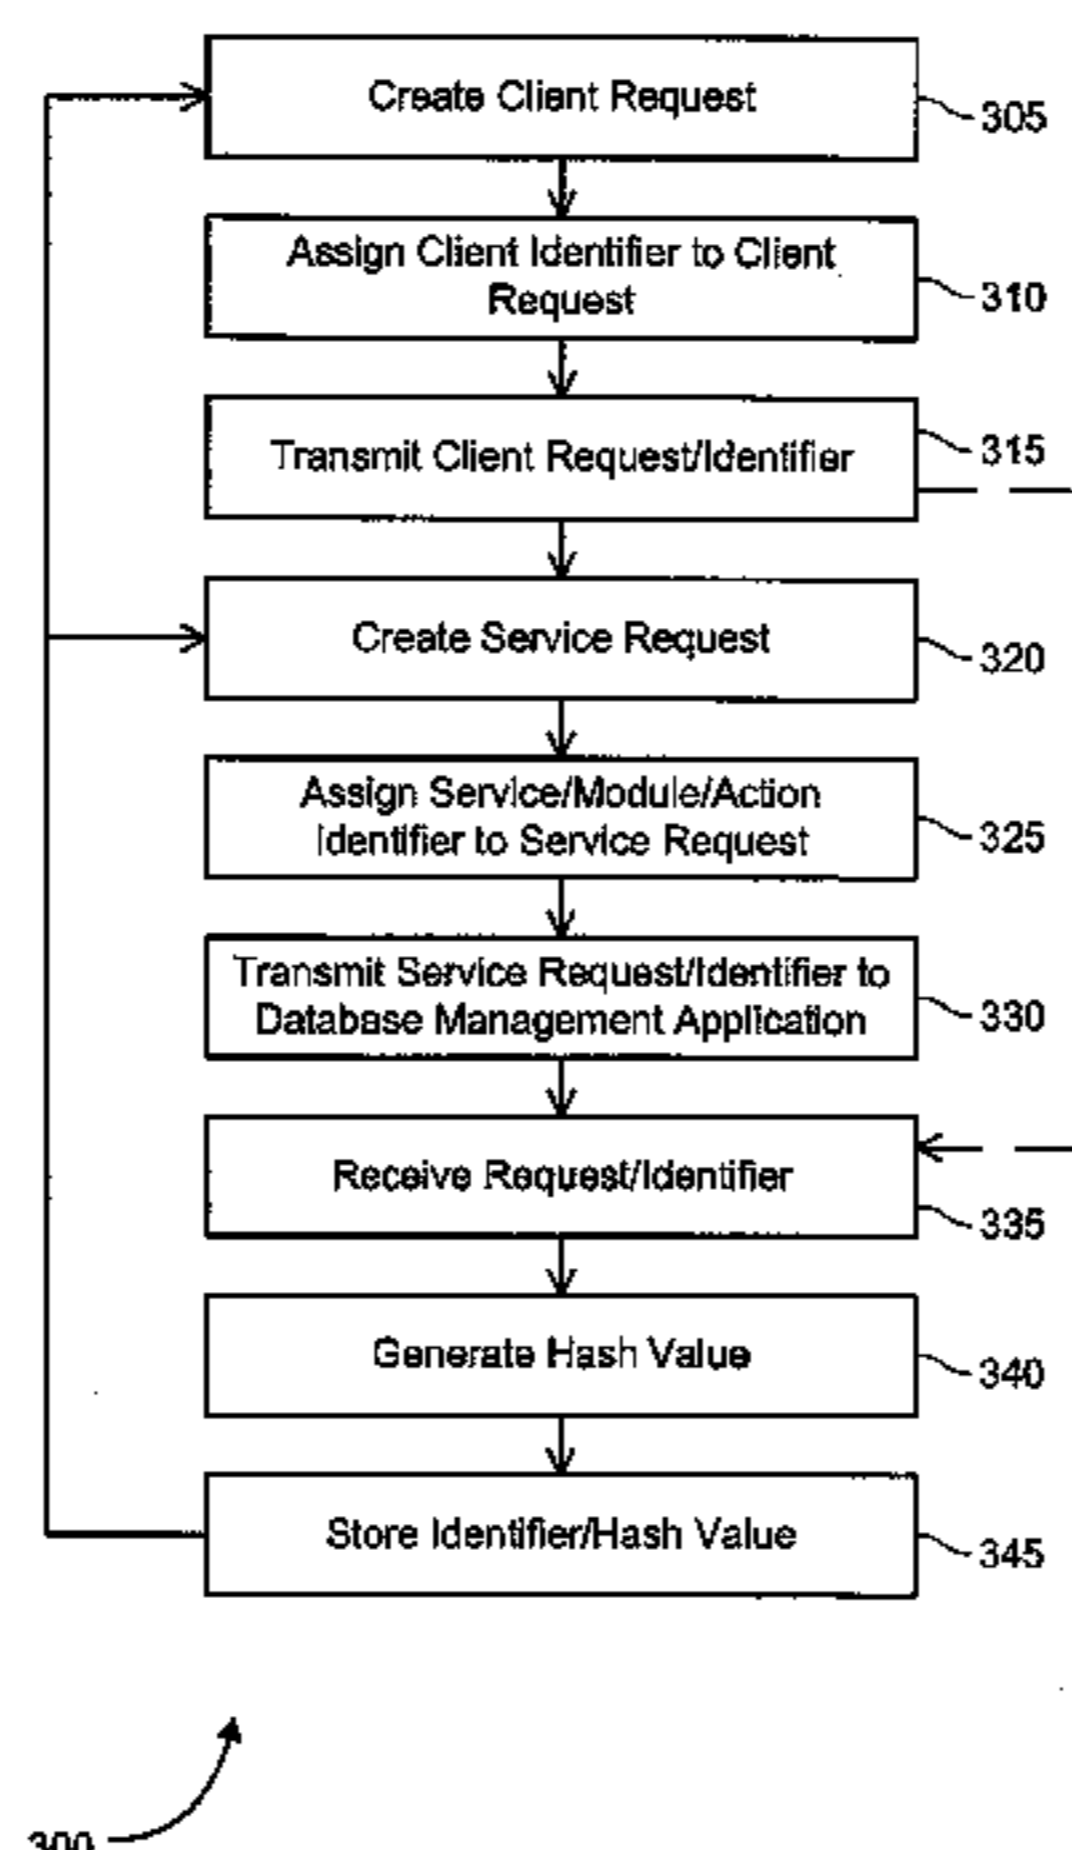 Create Client Request
305
Assign Client Identifier to Client
Request
310
Transmit Client Request/Identifier
315
Create Service Request
320
Assign Service/Module/Action
Identifier to Service Request
325
Transmit Service Request/Identifier to
Database Management Application
330
Receive Request/Identifier
335
Generate Hash Value
340
Store Identifier/Hash Value
345
300